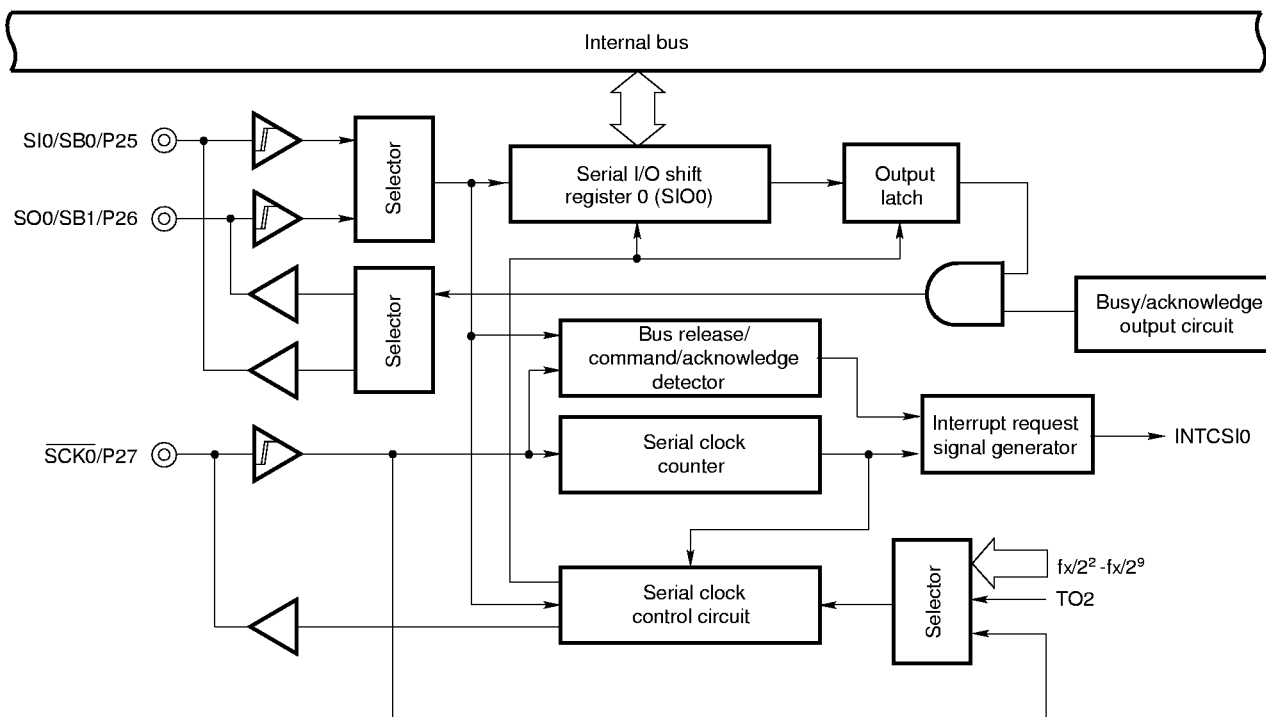 Internal bus
SI0/SB0/P25
Selector
Serial I/O shift
register 0 (SIO0)
Output
latch
SO0/SB1/P26
Selector
Busy/acknowledge
output circuit
Bus release/
command/acknowledge
detector
SCK0/P27
Serial clock
counter
Interrupt request
signal generator
INTCSI0
Serial clock
control circuit
Selector
fx/2² -fx/2⁹
TO2